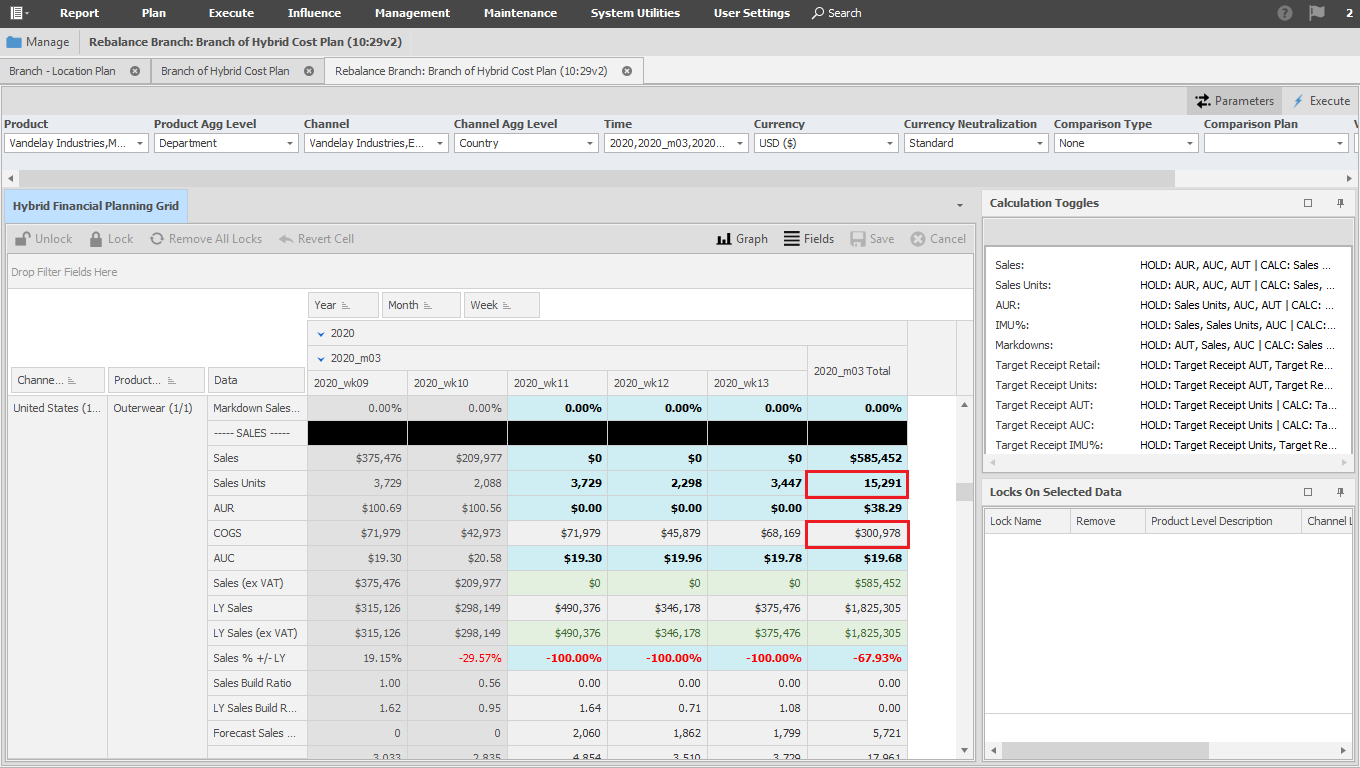 Report Plan Execute Influence Management Maintenance System Utilities User Settings Search 2
Manage Rebalance Branch: Branch of Hybrid Cost Plan (10:29v2)
Branch - Location Plan Branch of Hybrid Cost Plan Rebalance Branch: Branch of Hybrid Cost Plan (10:29v2)
Parameters Execute
Product Product Agg Level Channel Channel Agg Level Time Currency Currency Neutralization Comparison Type Comparison Plan V
Vandelay Industries,M... Department Vandelay Industries,E... Country 2020,2020_m03,2020... USD ($) Standard None
Hybrid Financial Planning Grid
Unlock Lock Remove All Locks Revert Cell Graph Fields Save Cancel
Drop Filter Fields Here
Year Month Week
2020
2020_m03
Channe... Product... Data 2020_wk09 2020_wk10 2020_wk11 2020_wk12 2020_wk13 2020_m03 Total
United States (1... Outerwear (1/1) Markdown Sales... 0.00% 0.00% 0.00% 0.00% 0.00% 0.00%
----- SALES -----
Sales $375,476 $209,977 $0 $0 $0 $585,452
Sales Units 3,729 2,088 3,729 2,298 3,447 15,291
AUR $100.69 $100.56 $0.00 $0.00 $0.00 $38.29
COGS $71,979 $42,973 $71,979 $45,879 $68,169 $300,978
AUC $19.30 $20.58 $19.30 $19.96 $19.78 $19.68
Sales (ex VAT) $375,476 $209,977 $0 $0 $0 $585,452
LY Sales $315,126 $298,149 $490,376 $346,178 $375,476 $1,825,305
LY Sales (ex VAT) $315,126 $298,149 $490,376 $346,178 $375,476 $1,825,305
Sales % +/- LY 19.15% -29.57% -100.00% -100.00% -100.00% -67.93%
Sales Build Ratio 1.00 0.56 0.00 0.00 0.00 0.00
LY Sales Build R... 1.62 0.95 1.64 0.71 1.08 0.00
Forecast Sales ... 0 0 2,060 1,862 1,799 5,721
3,033 2,835 4,854 3,510 3,729 17,961
Calculation Toggles
Sales: HOLD: AUR, AUC, AUT | CALC: Sales ...
Sales Units: HOLD: AUR, AUC, AUT | CALC: Sales, ...
AUR: HOLD: Sales Units, AUC, AUT | CALC: ...
IMU%: HOLD: Sales, Sales Units, AUC | CALC:...
Markdowns: HOLD: AUT, Sales, AUC | CALC: Sales ...
Target Receipt Retail: HOLD: Target Receipt AUT, Target Re...
Target Receipt Units: HOLD: Target Receipt AUT, Target Re...
Target Receipt AUT: HOLD: Target Receipt Units | CALC: Ta...
Target Receipt AUC: HOLD: Target Receipt Units | CALC: Ta...
Target Receipt IMU%: HOLD: Target Receipt Units, Target Re...
Locks On Selected Data
Lock Name Remove Product Level Description Channel L